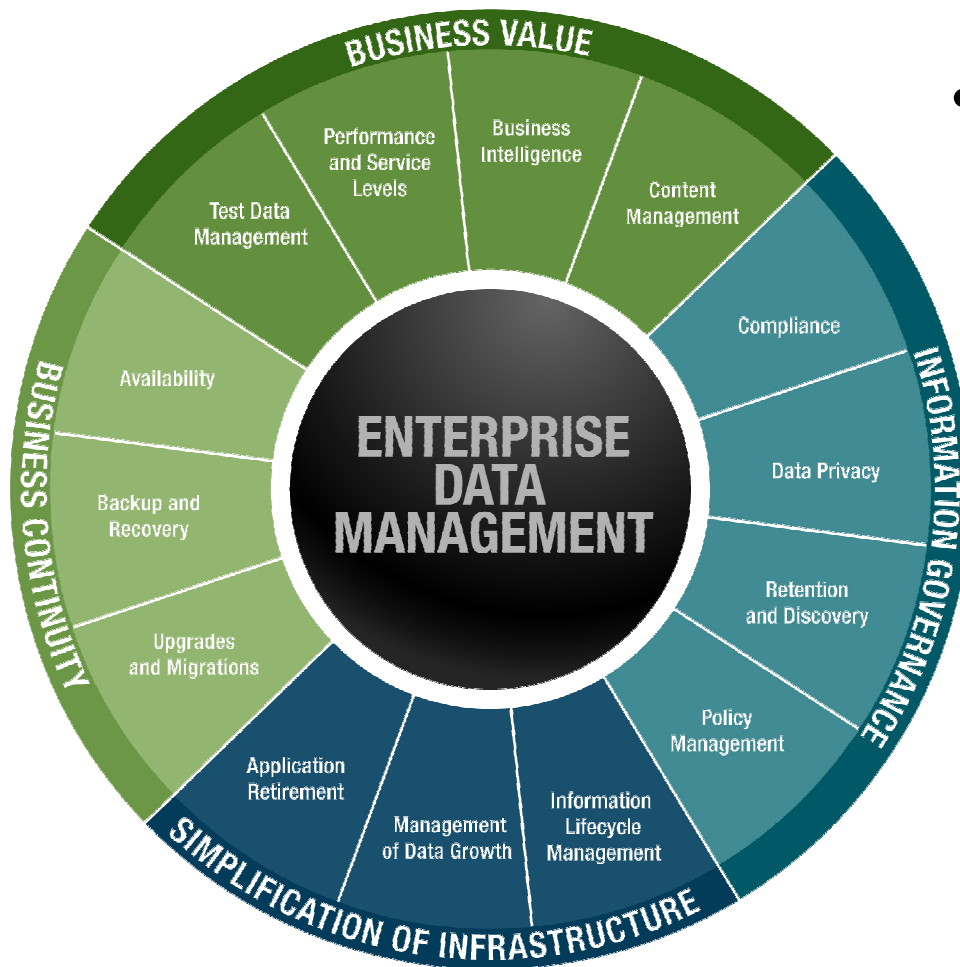 BUSINESS VALUE
Test Data
Management
Performance
and Service
Levels
Business
Intelligence
Content
Management
INFORMATION GOVERNANCE
Compliance
Data Privacy
Retention
and Discovery
Policy
Management
SIMPLIFICATION OF INFRASTRUCTURE
Information
Lifecycle
Management
Management
of Data Growth
Application
Retirement
BUSINESS CONTINUITY
Upgrades
and Migrations
Backup and
Recovery
Availability
ENTERPRISE
DATA
MANAGEMENT